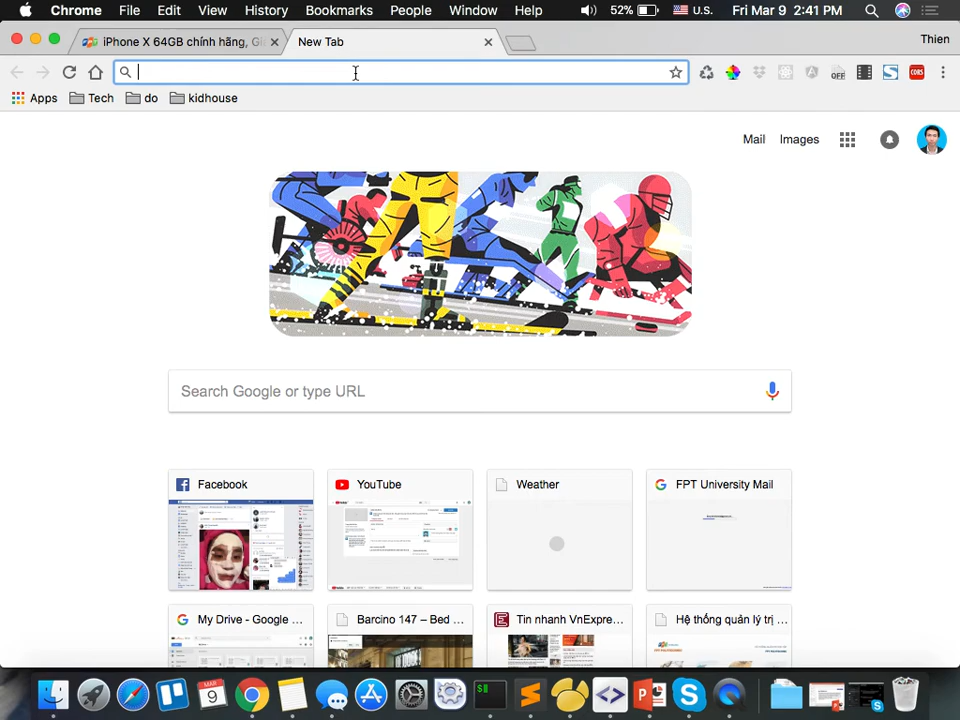 Chrome File Edit View History Bookmarks People Window Help 52% U.S. Fri Mar 9 2:41 PM
iPhone X 64GB chính hãng, Gi
New Tab
Thien
OFF
CORS
Apps Tech do kidhouse
Mail Images
Search Google or type URL
Facebook YouTube Weather FPT University Mail
My Drive - Google ... Barcino 147 – Bed ... Tin nhanh VnExpre... Hệ thống quản lý trị ...
9